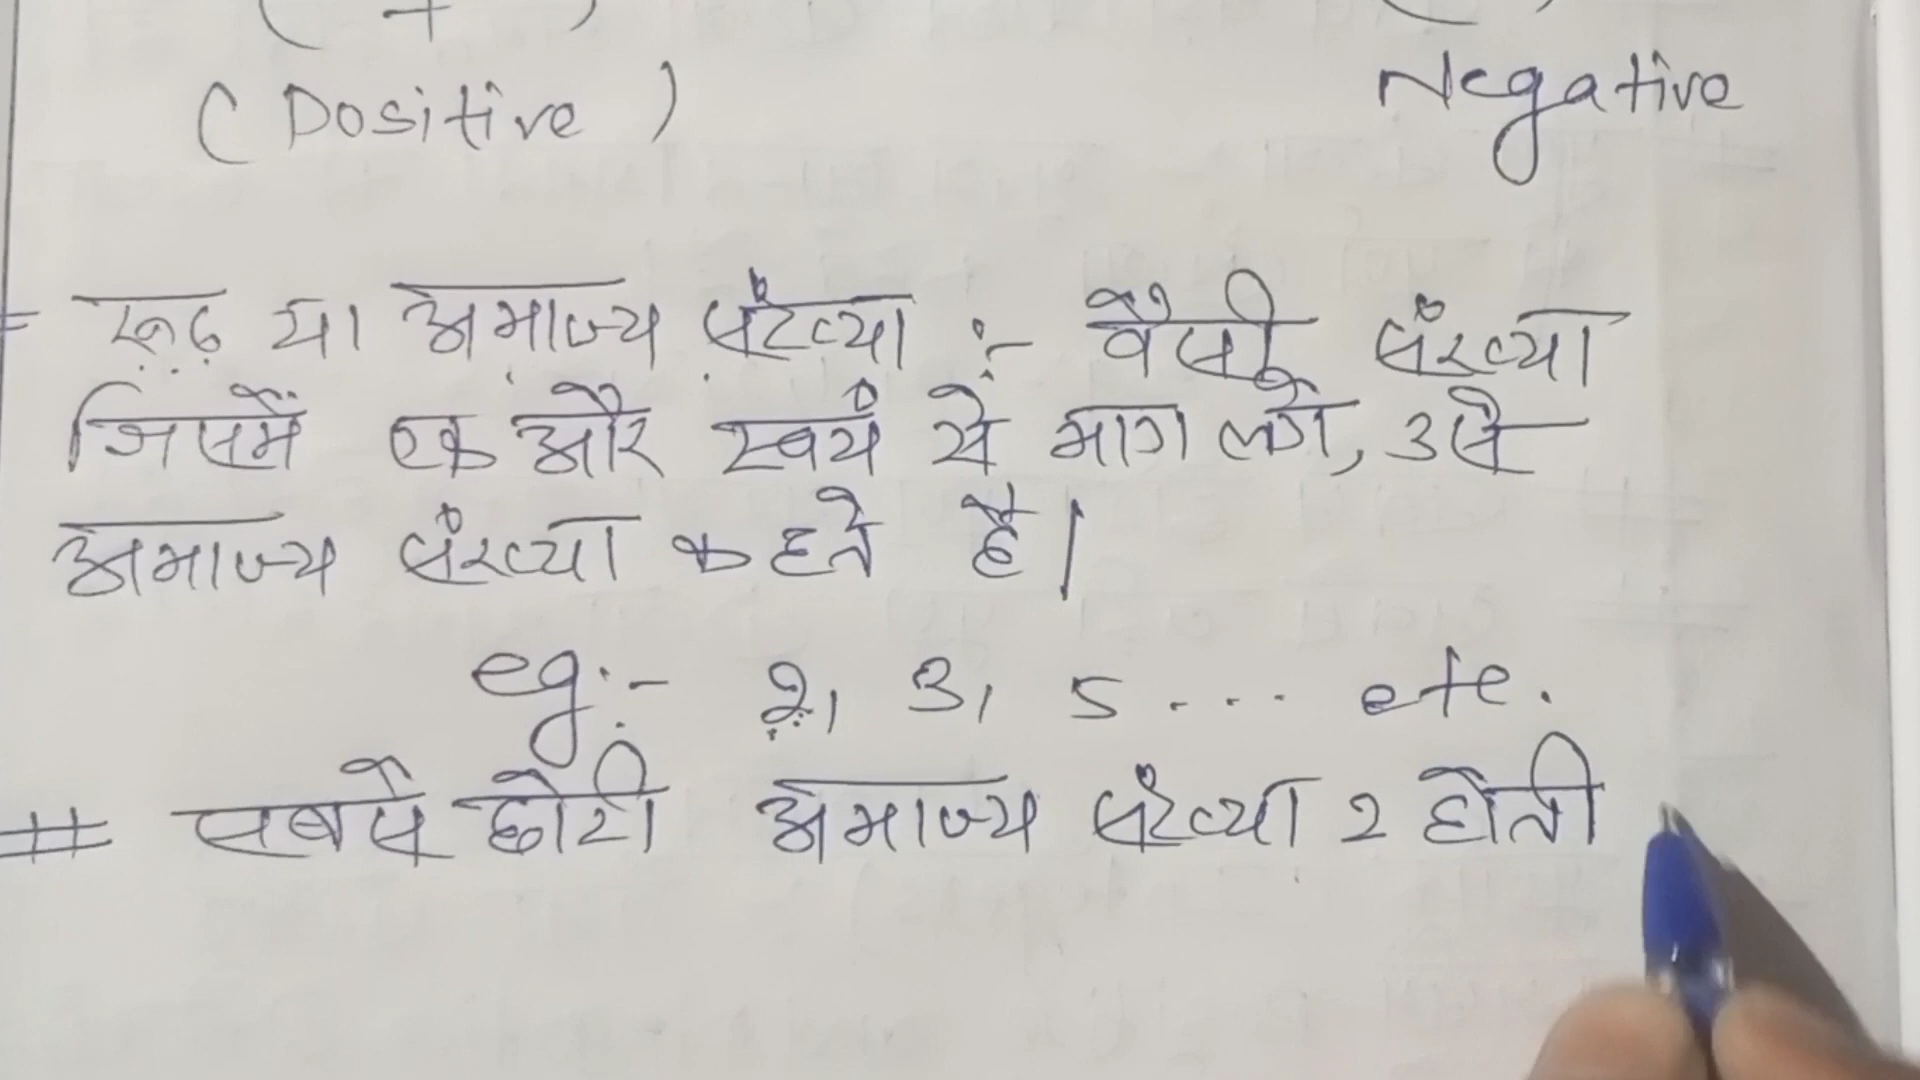 ( + )
(Positive) Negative
= रूढ़ या अभाज्य संख्या :- वैसी संख्या
जिसमें एक और स्वयं से भाग लगे, उसे
अभाज्य संख्या कहते है।
eg:- 2, 3, 5 .... etc.
# सबसे छोटी अभाज्य संख्या 2 होती